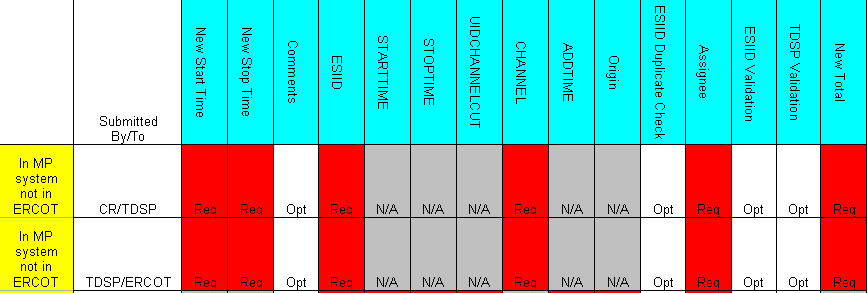 New Start Time
New Stop Time
Comments
ESIID
STARTTIME
STOPTIME
UIDCHANNELCUT
CHANNEL
ADDTIME
Origin
ESIID Duplicate Check
Assignee
ESIID Validation
TDSP Validation
New Total
Submitted
By/To
In MP
system
not in
ERCOT CR/TDSP Req Req Opt Req N/A N/A N/A Req N/A N/A Opt Req Opt Opt Req
In MP
system
not in
ERCOT TDSP/ERCOT Req Req Opt Req N/A N/A N/A Req N/A N/A Opt Req Opt Opt Req